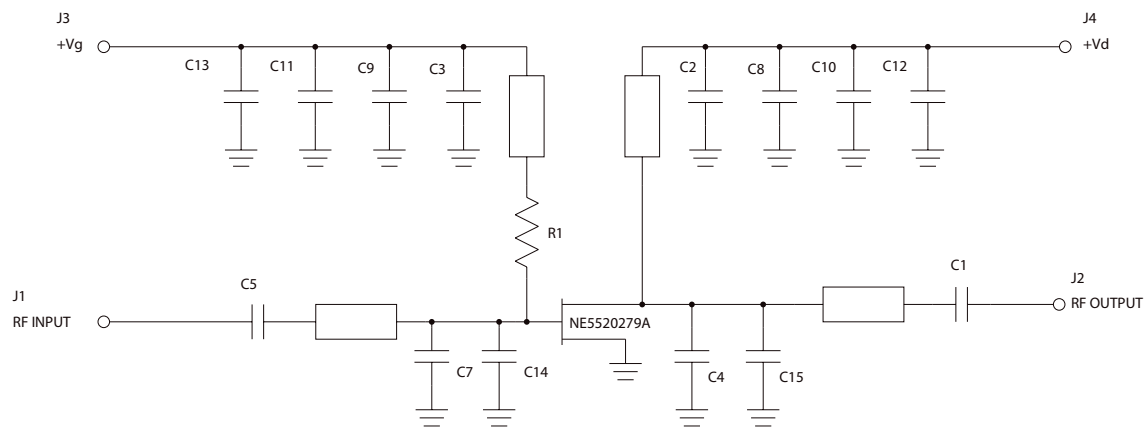 J3
+Vg
C13
C11
C9
C3
C2
C8
C10
C12
J4
+Vd
R1
J1
RF INPUT
C5
NE5520279A
C1
J2
RF OUTPUT
C7
C14
C4
C15